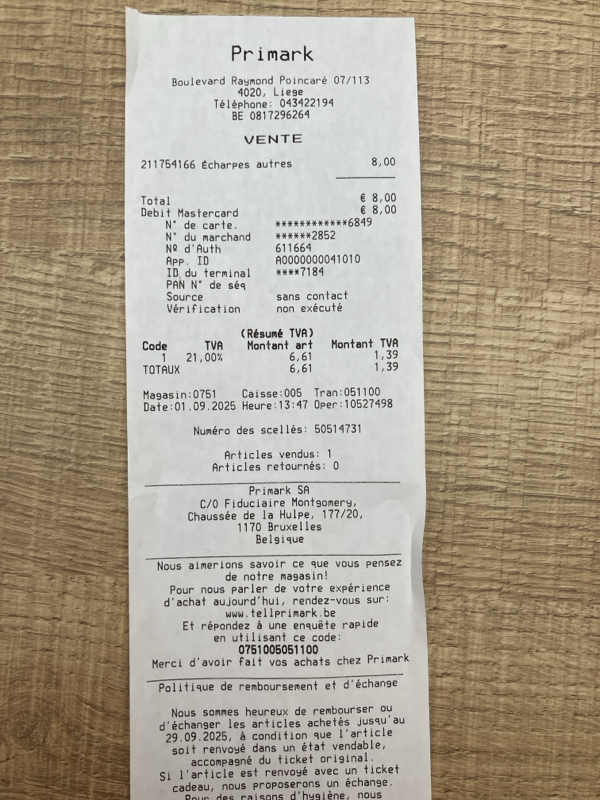 Primark
Boulevard Raymond Poincaré 07/113
4020, Liege
Téléphone: 043422194
BE 0817296264
VENTE
211754166 Écharpes autres 8,00
Total € 8,00
Debit Mastercard € 8,00
N° de carte. ************6849
N° du marchand ******2852
Nº d'Auth 611664
App. ID A0000000041010
ID du terminal ****7184
PAN N° de séq
Source sans contact
Vérification non exécuté
(Résumé TVA)
Code TVA Montant art Montant TVA
1 21,00% 6,61 1,39
TOTAUX 6,61 1,39
Magasin:0751 Caisse:005 Tran:051100
Date:01.09.2025 Heure:13:47 Oper:10527498
Numéro des scellés: 50514731
Articles vendus: 1
Articles retournés: 0
Primark SA
C/O Fiduciaire Montgomery,
Chaussée de la Hulpe, 177/20,
1170 Bruxelles
Belgique
Nous aimerions savoir ce que vous pensez
de notre magasin!
Pour nous parler de votre expérience
d'achat aujourd'hui, rendez-vous sur:
www.tellprimark.be
Et répondez à une enquête rapide
en utilisant ce code:
0751005051100
Merci d'avoir fait vos achats chez Primark
Politique de remboursement et d'échange
Nous sommes heureux de rembourser ou
d'échanger les articles achetés jusqu'au
29.09.2025, à condition que l'article
soit renvoyé dans un état vendable,
accompagné du ticket original.
Si l'article est renvoyé avec un ticket
cadeau, nous proposerons un échange.
Pour des raisons d'hygiène, nous